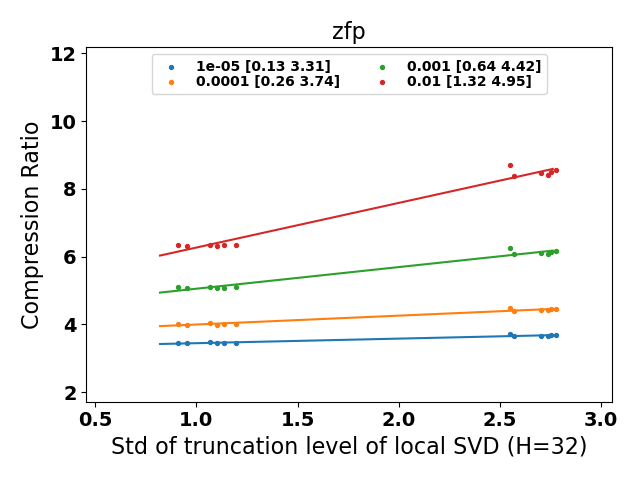 zfp
1e-05 [0.13 3.31]
0.0001 [0.26 3.74]
0.001 [0.64 4.42]
0.01 [1.32 4.95]
Compression Ratio
12
10
8
6
4
2
0.5 1.0 1.5 2.0 2.5 3.0
Std of truncation level of local SVD (H=32)